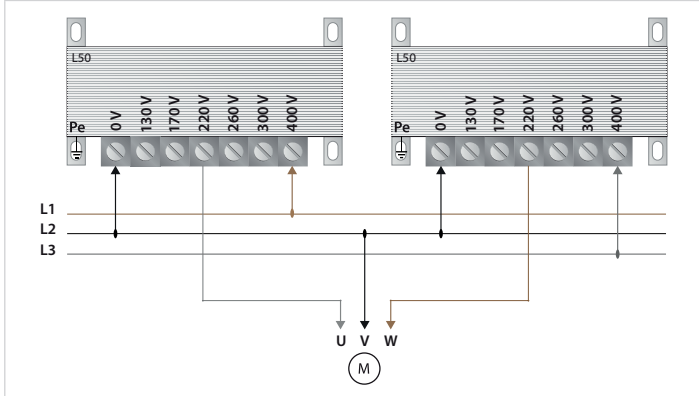 L50
L50
Pe
0 V
130 V
170 V
220 V
260 V
300 V
400 V
Pe
0 V
130 V
170 V
220 V
260 V
300 V
400 V
L1
L2
L3
U V W
M